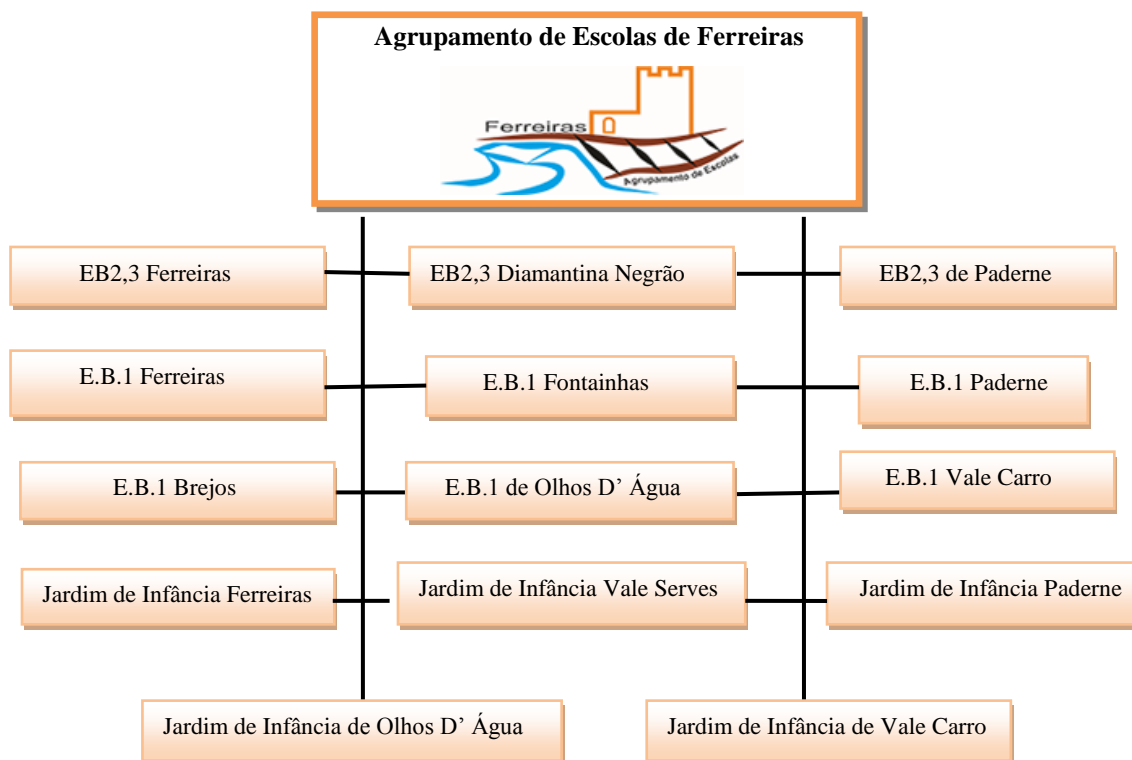 Agrupamento de Escolas de Ferreiras
Ferreiras
Agrupamento de Escolas
EB2,3 Ferreiras
EB2,3 Diamantina Negrão
EB2,3 de Paderne
E.B.1 Ferreiras
E.B.1 Fontainhas
E.B.1 Paderne
E.B.1 Brejos
E.B.1 de Olhos D’ Água
E.B.1 Vale Carro
Jardim de Infância Ferreiras
Jardim de Infância Vale Serves
Jardim de Infância Paderne
Jardim de Infância de Olhos D’ Água
Jardim de Infância de Vale Carro